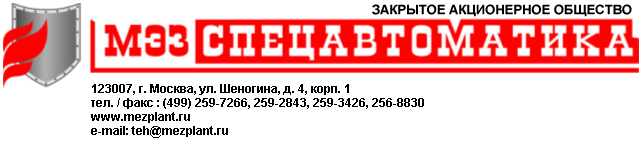 ЗАКРЫТОЕ АКЦИОНЕРНОЕ ОБЩЕСТВО
МЭЗ СПЕЦАВТОМАТИКА
123007, г. Москва, ул. Шеногина, д. 4, корп. 1
тел. / факс : (499) 259-7266, 259-2843, 259-3426, 256-8830
www.mezplant.ru
e-mail: teh@mezplant.ru